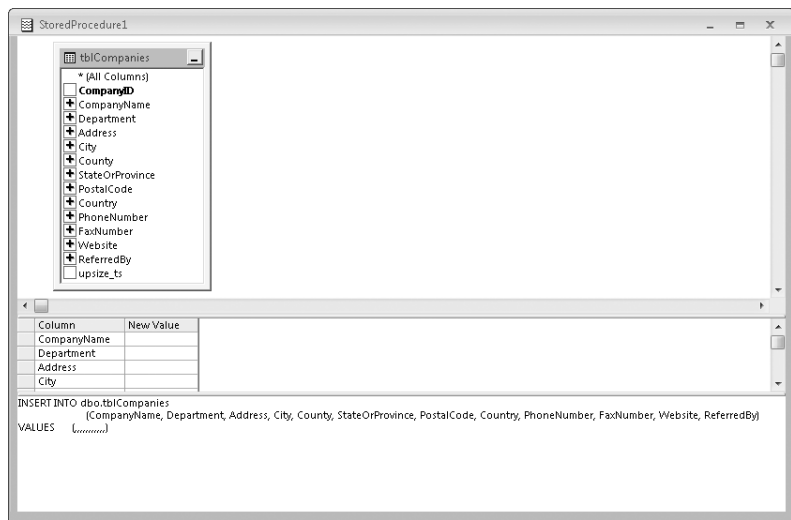 StoredProcedure1
tblCompanies
* (All Columns)
CompanyID
CompanyName
Department
Address
City
County
StateOrProvince
PostalCode
Country
PhoneNumber
FaxNumber
Website
ReferredBy
upsize_ts
Column New Value
CompanyName
Department
Address
City
INSERT INTO dbo.tblCompanies
(CompanyName, Department, Address, City, County, StateOrProvince, PostalCode, Country, PhoneNumber, FaxNumber, Website, ReferredBy)
VALUES (,,,,,,,,,,,)